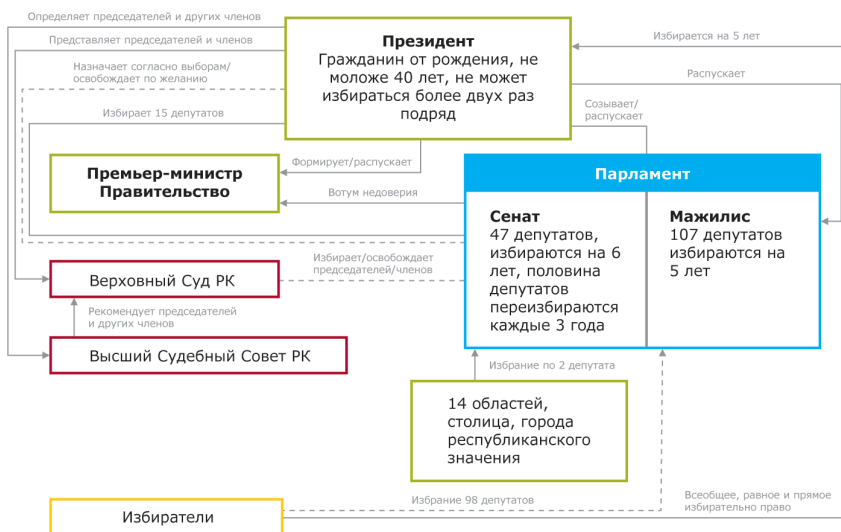 Определяет председателей и других членов
Представляет председателей и членов
Назначает согласно выборам/
освобождает по желанию
Избирает 15 депутатов
Президент
Гражданин от рождения, не
моложе 40 лет, не может
избираться более двух раз
подряд
Избирается на 5 лет
Распускает
Созывает/
распускает
Формирует/распускает
Премьер-министр
Правительство
Вотум недоверия
Парламент
Сенат
47 депутатов,
избираются на 6
лет, половина
депутатов
переизбираются
каждые 3 года
Мажилис
107 депутатов
избираются на
5 лет
Верховный Суд РК
Избирает/освобождает
председателей/членов
Рекомендует председателей
и других членов
Высший Судебный Совет РК
Избрание по 2 депутата
14 областей,
столица, города
республиканского
значения
Избиратели
Избрание 98 депутатов
Всеобщее, равное и прямое
избирательно право